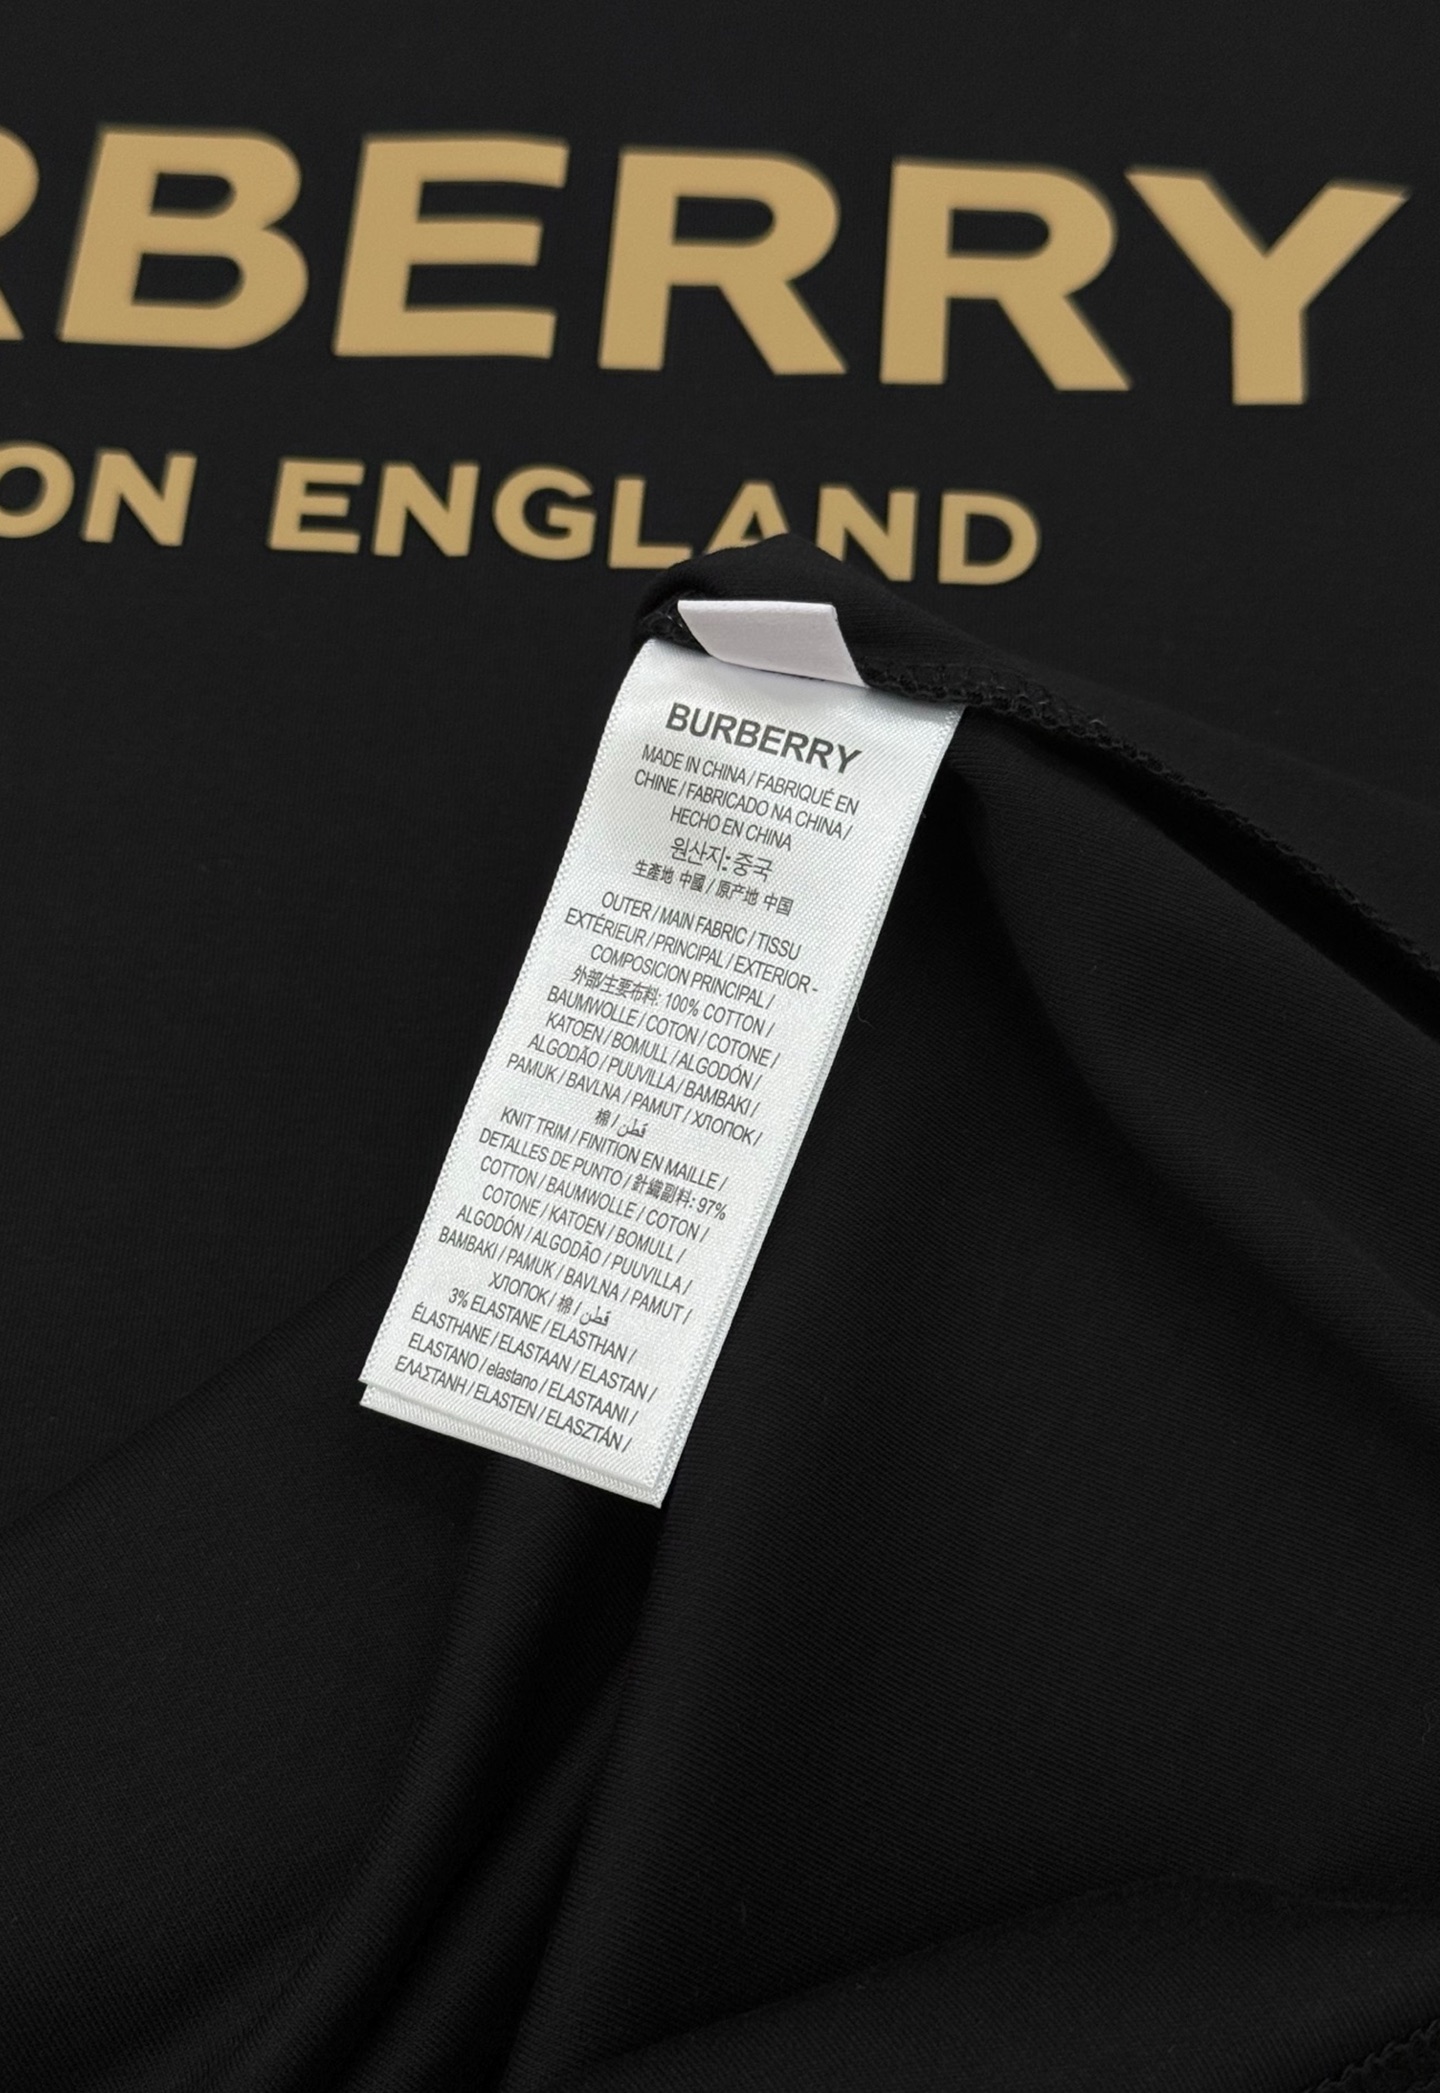 RBERRY
ON ENGLAND
BURBERRY
MADE IN CHINA / FABRIQUÉ EN
CHINE / FABRICADO NA CHINA /
HECHO EN CHINA
원산지: 중국
生產地 中國 / 原产地 中国
OUTER / MAIN FABRIC / TISSU
EXTÉRIEUR / PRINCIPAL / EXTERIOR -
COMPOSICION PRINCIPAL /
外部/主要布料: 100% COTTON /
BAUMWOLLE / COTON / COTONE /
KATOEN / BOMULL / ALGODÓN /
ALGODÃO / PUUVILLA / BAMBAKI /
PAMUK / BAVLNA / PAMUT / ХЛОПОК /
棉 / قطن
KNIT TRIM / FINITION EN MAILLE /
DETALLES DE PUNTO / 針織副料: 97%
COTTON / BAUMWOLLE / COTON /
COTONE / KATOEN / BOMULL /
ALGODÓN / ALGODÃO / PUUVILLA /
BAMBAKI / PAMUK / BAVLNA / PAMUT /
ХЛОПОК / 棉 / قطن
3% ELASTANE / ELASTHAN /
ÉLASTHANE / ELASTAAN / ELASTAN /
ELASTANO / elastano / ELASTAANI /
ΕΛΑΣΤΑΝΗ / ELASTEN / ELASZTÁN /